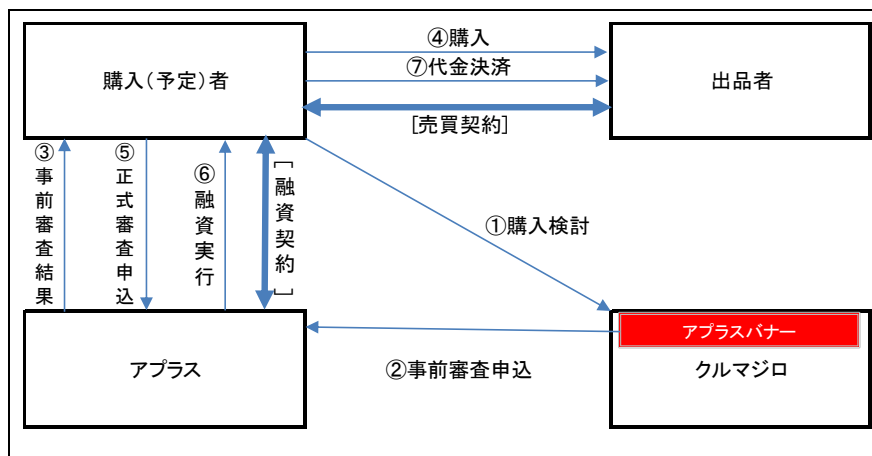 ④購入
⑦代金決済
購入(予定)者
出品者
[売買契約]
③事前審査結果
⑤正式審査申込
⑥融資実行
[融資契約]
①購入検討
アプラスバナー
アプラス
②事前審査申込
クルマジロ